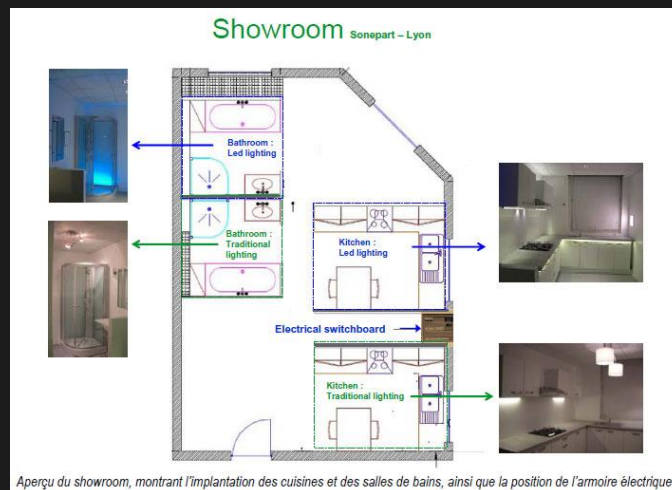 Showroom Sonepart – Lyon
Bathroom :
Led lighting
Bathroom :
Traditional
lighting
Kitchen :
Led lighting
Electrical switchboard
Kitchen :
Traditional lighting
Aperçu du showroom, montrant l'implantation des cuisines et des salles de bains, ainsi que la position de l'armoire électrique